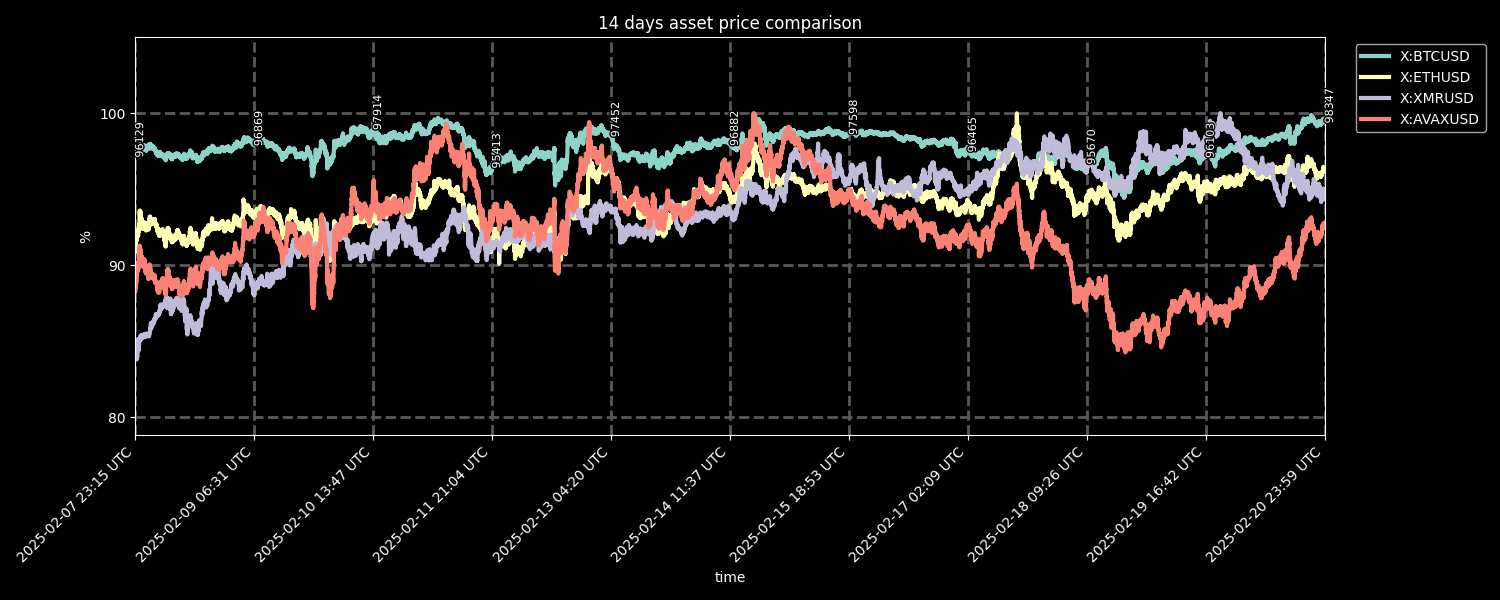 14 days asset price comparison
X:BTCUSD
X:ETHUSD
X:XMRUSD
X:AVAXUSD
%
100
90
80
96129
96869
97914
95413
97452
96882
97598
96465
95670
98347
2025-02-07 23:15 UTC
2025-02-09 06:31 UTC
2025-02-10 13:47 UTC
2025-02-11 21:04 UTC
2025-02-13 04:20 UTC
2025-02-14 11:37 UTC
2025-02-15 18:53 UTC
2025-02-17 02:09 UTC
2025-02-18 09:26 UTC
2025-02-19 16:42 UTC
2025-02-20 23:59 UTC
time